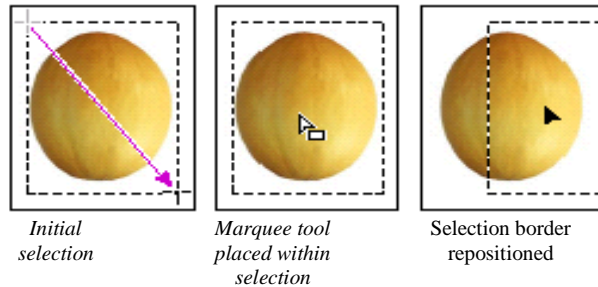 Initial
selection
Marquee tool
placed within
selection
Selection border
repositioned